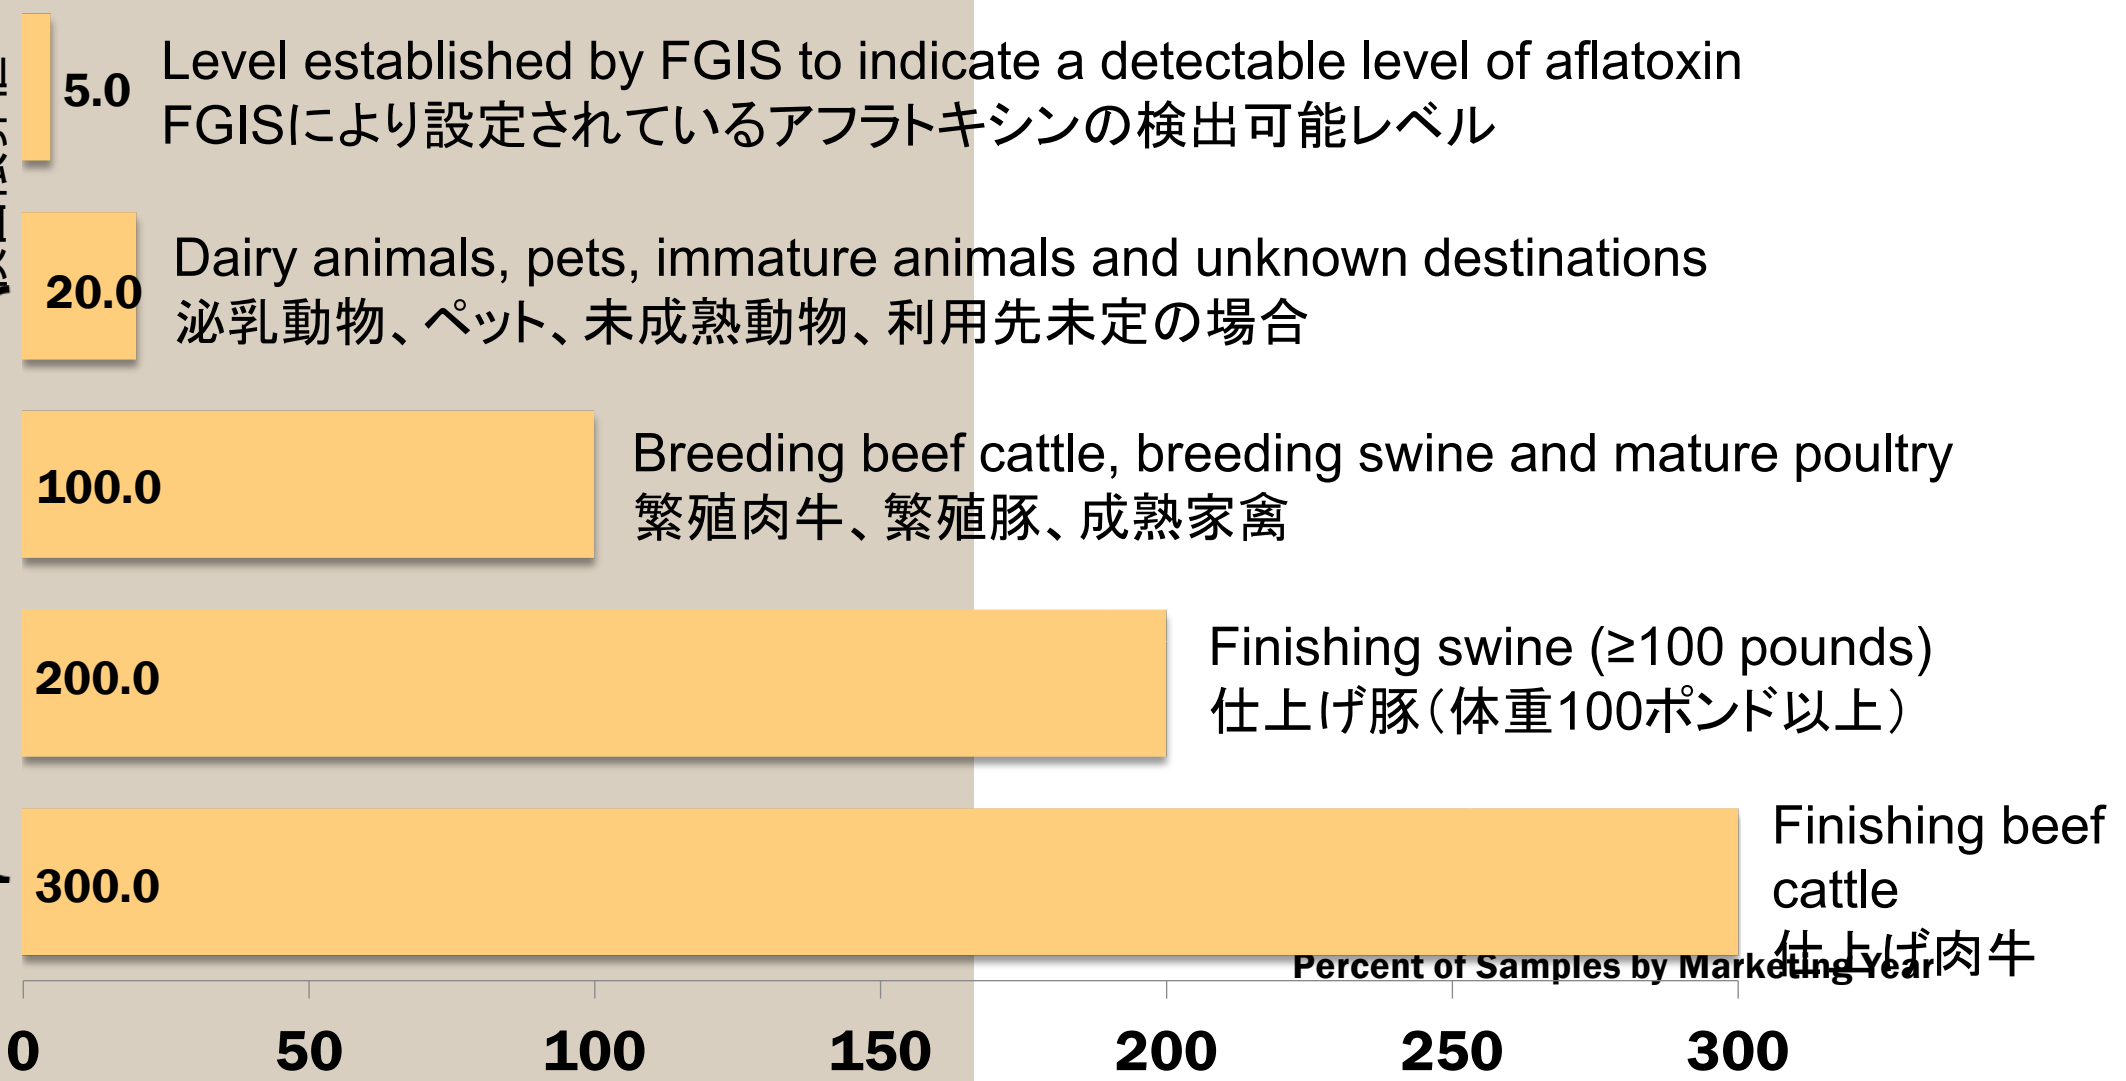 5.0
Level established by FGIS to indicate a detectable level of aflatoxin
FGISにより設定されているアフラトキシンの検出可能レベル
20.0
Dairy animals, pets, immature animals and unknown destinations
泌乳動物、ペット、未成熟動物、利用先未定の場合
100.0
Breeding beef cattle, breeding swine and mature poultry
繁殖肉牛、繁殖豚、成熟家禽
200.0
Finishing swine (≥100 pounds)
仕上げ豚（体重100ポンド以上）
300.0
Finishing beef
cattle
仕上げ肉牛
Percent of Samples by Marketing Year
0 50 100 150 200 250 300